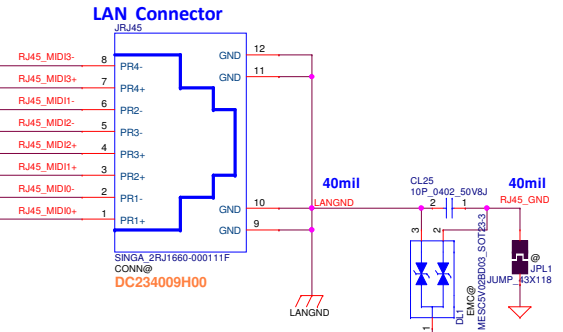 LAN Connector
JRJ45
RJ45_MIDI3- 8 PR4-
RJ45_MIDI3+ 7 PR4+
RJ45_MIDI1- 6 PR2-
RJ45_MIDI2- 5 PR3-
RJ45_MIDI2+ 4 PR3+
RJ45_MIDI1+ 3 PR2+
RJ45_MIDI0- 2 PR1-
RJ45_MIDI0+ 1 PR1+
GND 12
GND 11
GND 10
GND 9
SINGA_2RJ1660-000111F
CONN@
DC234009H00
40mil
LANGND
LANGND
CL25
10P_0402_50V8J
2 1
40mil
RJ45_GND
3 2
1
DL1
EMC@
MESC5V02BD03_SOT23-3
@
JPL1
JUMP_43X118